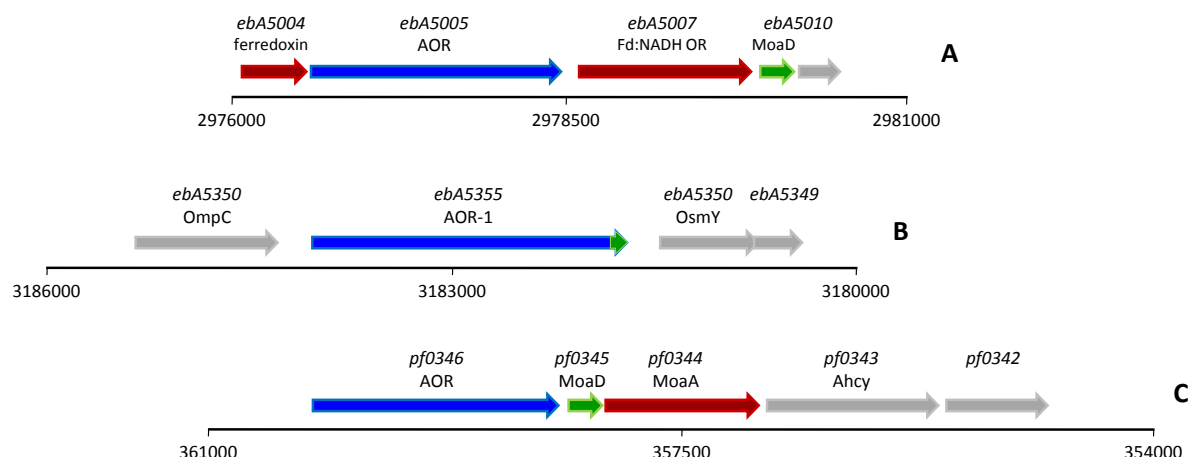 ebA5004 ebA5005 ebA5007 ebA5010
ferredoxin AOR Fd:NADH OR MoaD
A
2976000 2978500 2981000
ebA5350 ebA5355 ebA5350 ebA5349
OmpC AOR-1 OsmY
B
3186000 3183000 3180000
pf0346 pf0345 pf0344 pf0343 pf0342
AOR MoaD MoaA Ahcy
C
361000 357500 354000